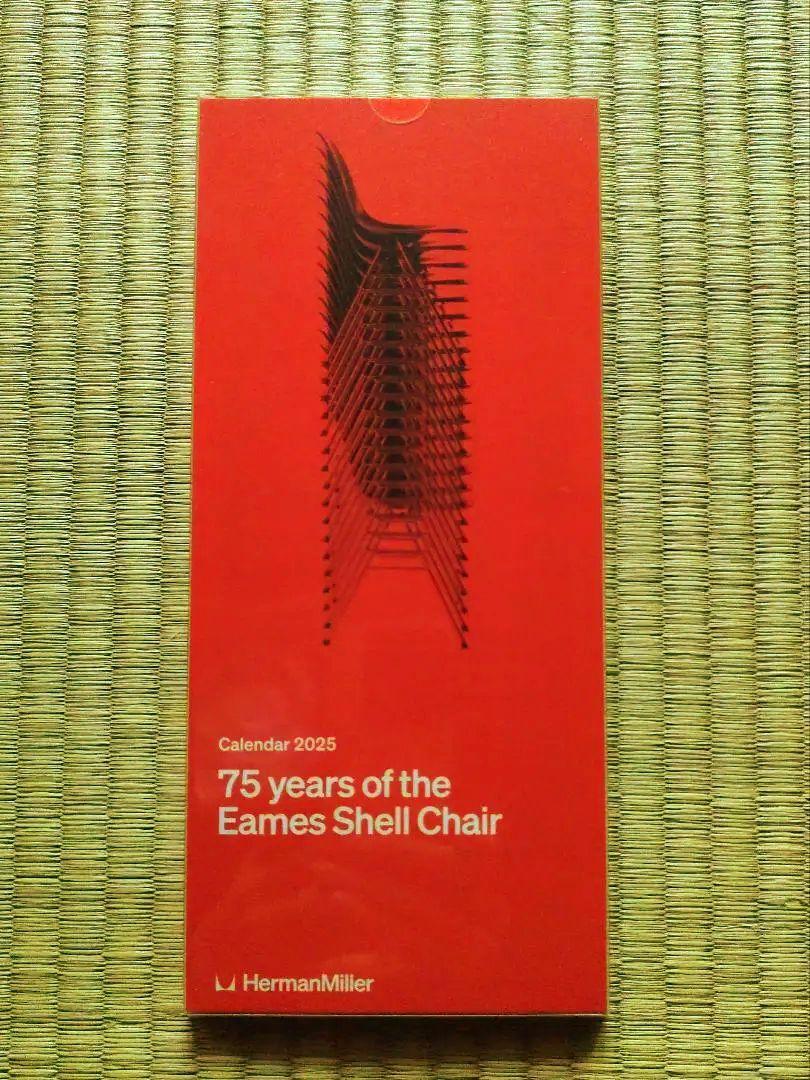 Calendar 2025
75 years of the
Eames Shell Chair
HermanMiller